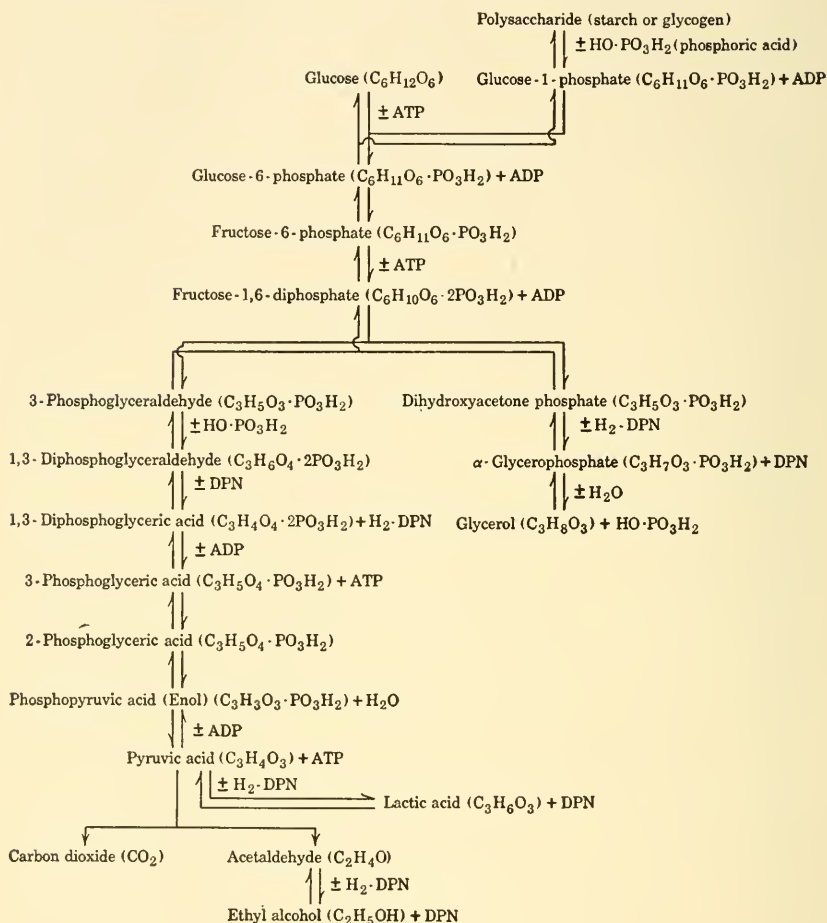 Polysaccharide (starch or glycogen)
± HO·PO₃H₂ (phosphoric acid)
Glucose (C₆H₁₂O₆)
Glucose-1-phosphate (C₆H₁₁O₆·PO₃H₂) + ADP
± ATP
Glucose-6-phosphate (C₆H₁₁O₆·PO₃H₂) + ADP
Fructose-6-phosphate (C₆H₁₁O₆·PO₃H₂)
± ATP
Fructose-1,6-diphosphate (C₆H₁₀O₆·2PO₃H₂) + ADP
3-Phosphoglyceraldehyde (C₃H₅O₃·PO₃H₂)
Dihydroxyacetone phosphate (C₃H₅O₃·PO₃H₂)
± HO·PO₃H₂
± H₂-DPN
1,3-Diphosphoglyceraldehyde (C₃H₆O₄·2PO₃H₂)
α-Glycerophosphate (C₃H₇O₃·PO₃H₂) + DPN
± DPN
± H₂O
1,3-Diphosphoglyceric acid (C₃H₄O₄·2PO₃H₂) + H₂·DPN
Glycerol (C₃H₈O₃) + HO·PO₃H₂
± ADP
3-Phosphoglyceric acid (C₃H₅O₄·PO₃H₂) + ATP
2-Phosphoglyceric acid (C₃H₅O₄·PO₃H₂)
Phosphopyruvic acid (Enol) (C₃H₃O₃·PO₃H₂) + H₂O
± ADP
Pyruvic acid (C₃H₄O₃) + ATP
± H₂-DPN
Lactic acid (C₃H₆O₃) + DPN
Carbon dioxide (CO₂)
Acetaldehyde (C₂H₄O)
± H₂·DPN
Ethyl alcohol (C₂H₅OH) + DPN